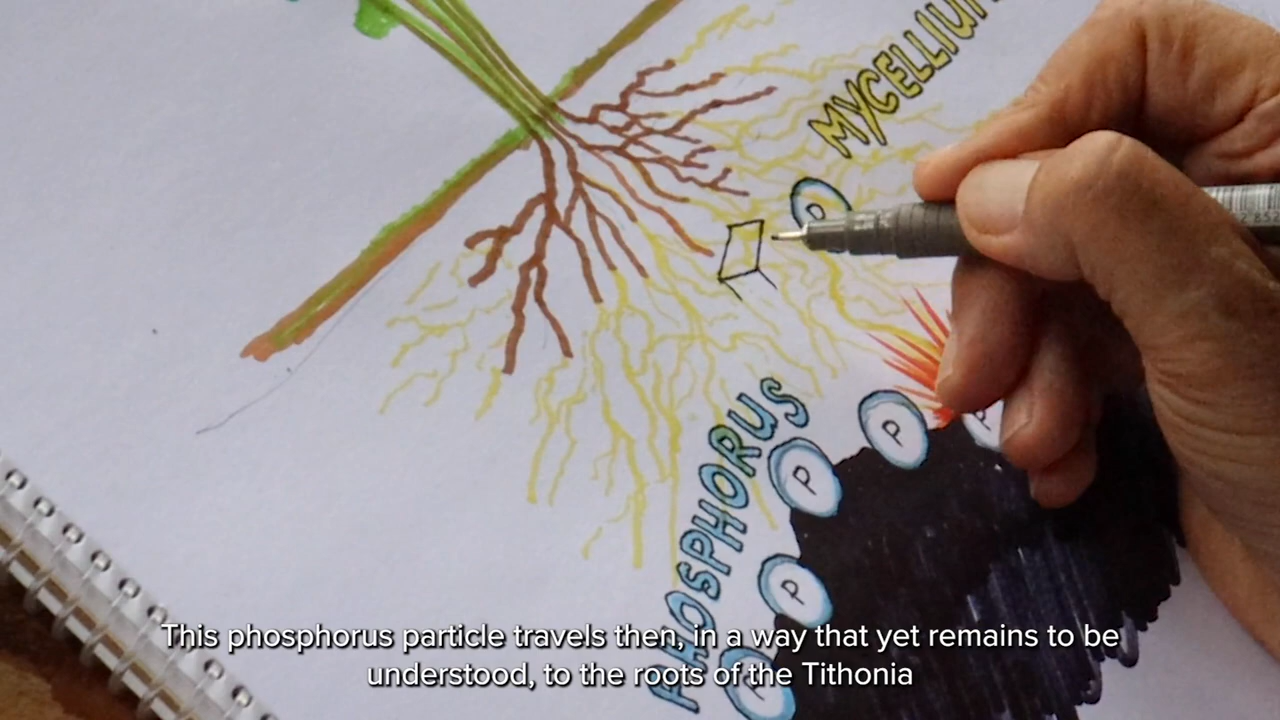 MYCELLIUM
P
P
P
P
P
P
PHOSPHORUS
This phosphorus particle travels then, in a way that yet remains to be
understood, to the roots of the Tithonia